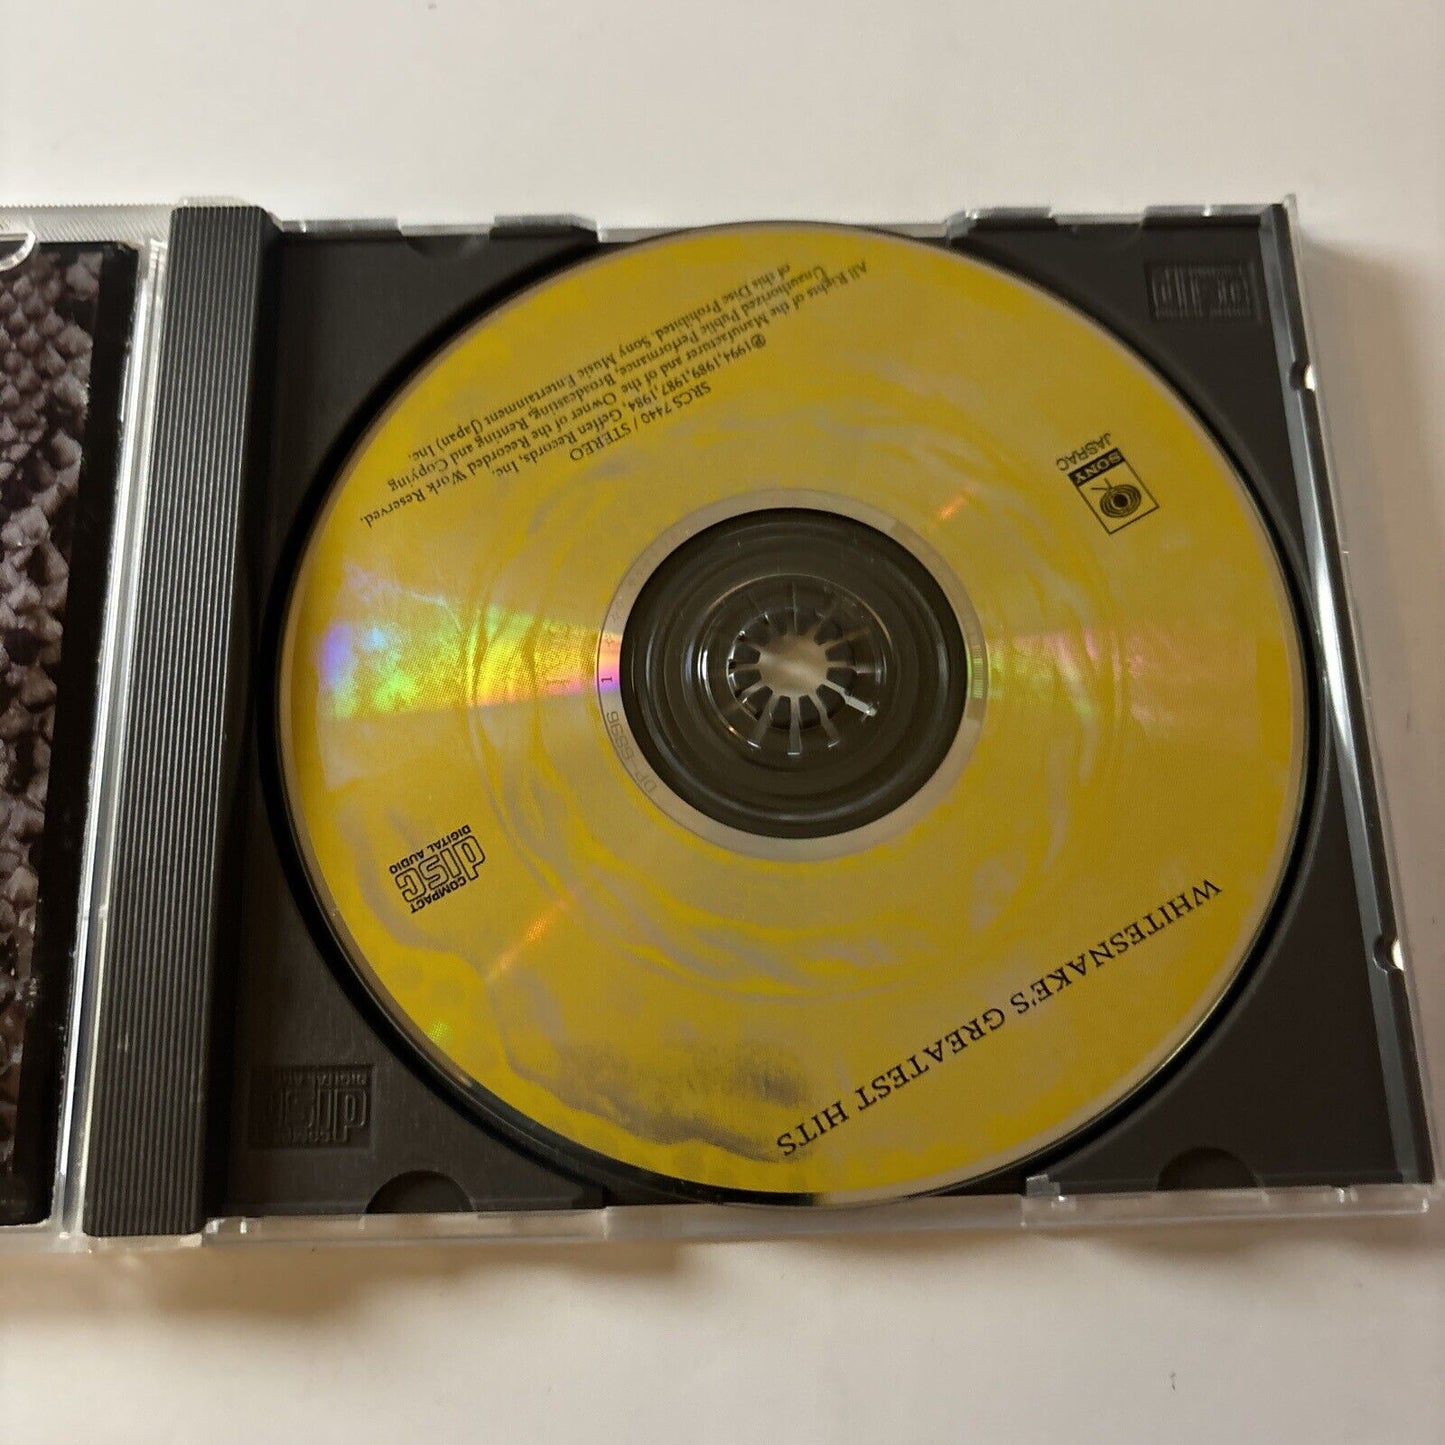 WHITESNAKE'S GREATEST HITS
SONY
JASRAC
COMPACT
disc
DIGITAL AUDIO
SRCS 7440 / STEREO
℗1994,1989,1987,1984, Geffen Records, Inc.
All Rights of the Manufacturer and of the Owner of the Recorded Work Reserved.
Unauthorized Public Performance, Broadcasting, Renting and Copying
of this Disc Prohibited. Sony Music Entertainment (Japan) Inc.
1
disc